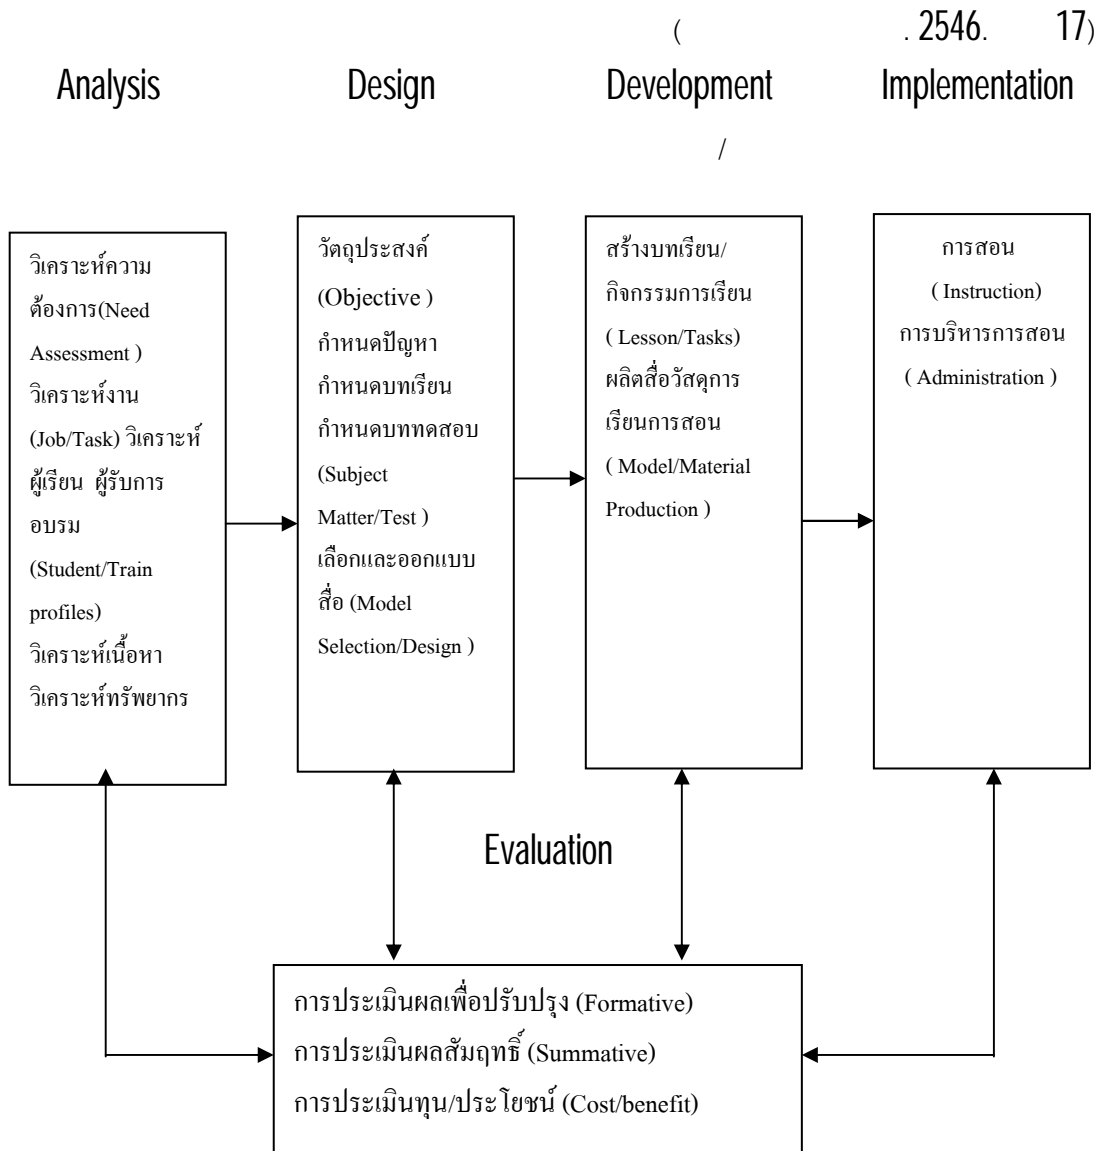 ( . 2546. 17)
Analysis Design Development Implementation
/
วิเคราะห์ความ
ต้องการ(Need
Assessment )
วิเคราะห์งาน
(Job/Task) วิเคราะห์
ผู้เรียน ผู้รับการ
อบรม
(Student/Train
profiles)
วิเคราะห์เนื้อหา
วิเคราะห์ทรัพยากร
วัตถุประสงค์
(Objective )
กำหนดปัญหา
กำหนดบทเรียน
กำหนดบททดสอบ
(Subject
Matter/Test )
เลือกและออกแบบ
สื่อ (Model
Selection/Design )
สร้างบทเรียน/
กิจกรรมการเรียน
( Lesson/Tasks)
ผลิตสื่อวัสดุการ
เรียนการสอน
( Model/Material
Production )
การสอน
( Instruction)
การบริหารการสอน
( Administration )
Evaluation
การประเมินผลเพื่อปรับปรุง (Formative)
การประเมินผลสัมฤทธิ์ (Summative)
การประเมินทุน/ประโยชน์ (Cost/benefit)